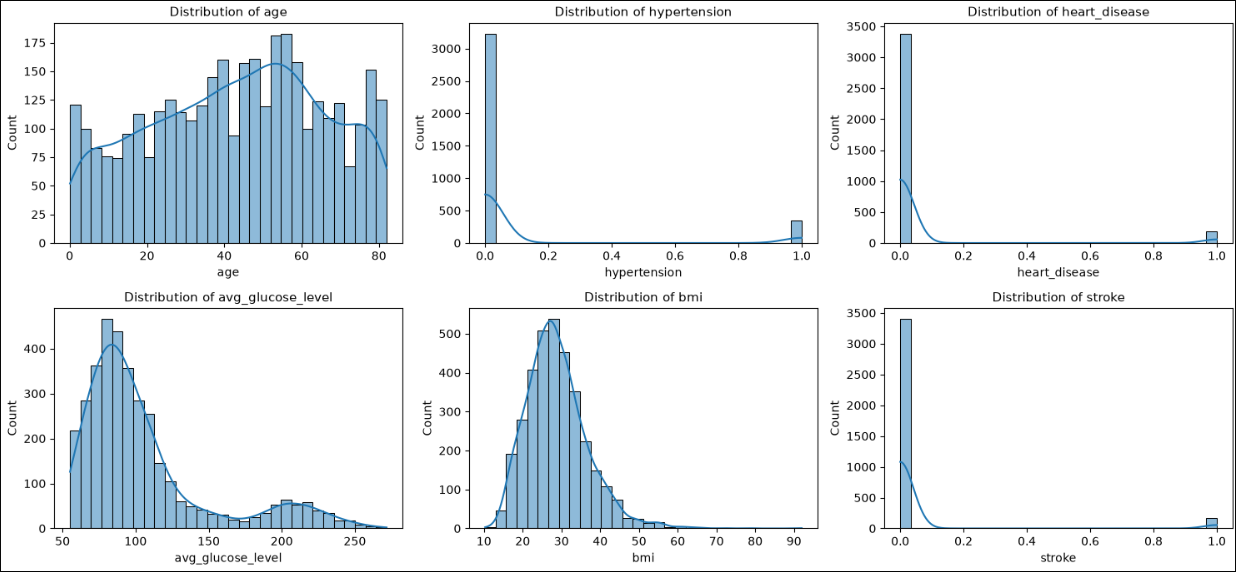 Distribution of age
Count
175
150
125
100
75
50
25
0
0 20 40 60 80
age
Distribution of hypertension
Count
3000
2500
2000
1500
1000
500
0
0.0 0.2 0.4 0.6 0.8 1.0
hypertension
Distribution of heart_disease
Count
3500
3000
2500
2000
1500
1000
500
0
0.0 0.2 0.4 0.6 0.8 1.0
heart_disease
Distribution of avg_glucose_level
Count
400
300
200
100
0
50 100 150 200 250
avg_glucose_level
Distribution of bmi
Count
500
400
300
200
100
0
10 20 30 40 50 60 70 80 90
bmi
Distribution of stroke
Count
3500
3000
2500
2000
1500
1000
500
0
0.0 0.2 0.4 0.6 0.8 1.0
stroke